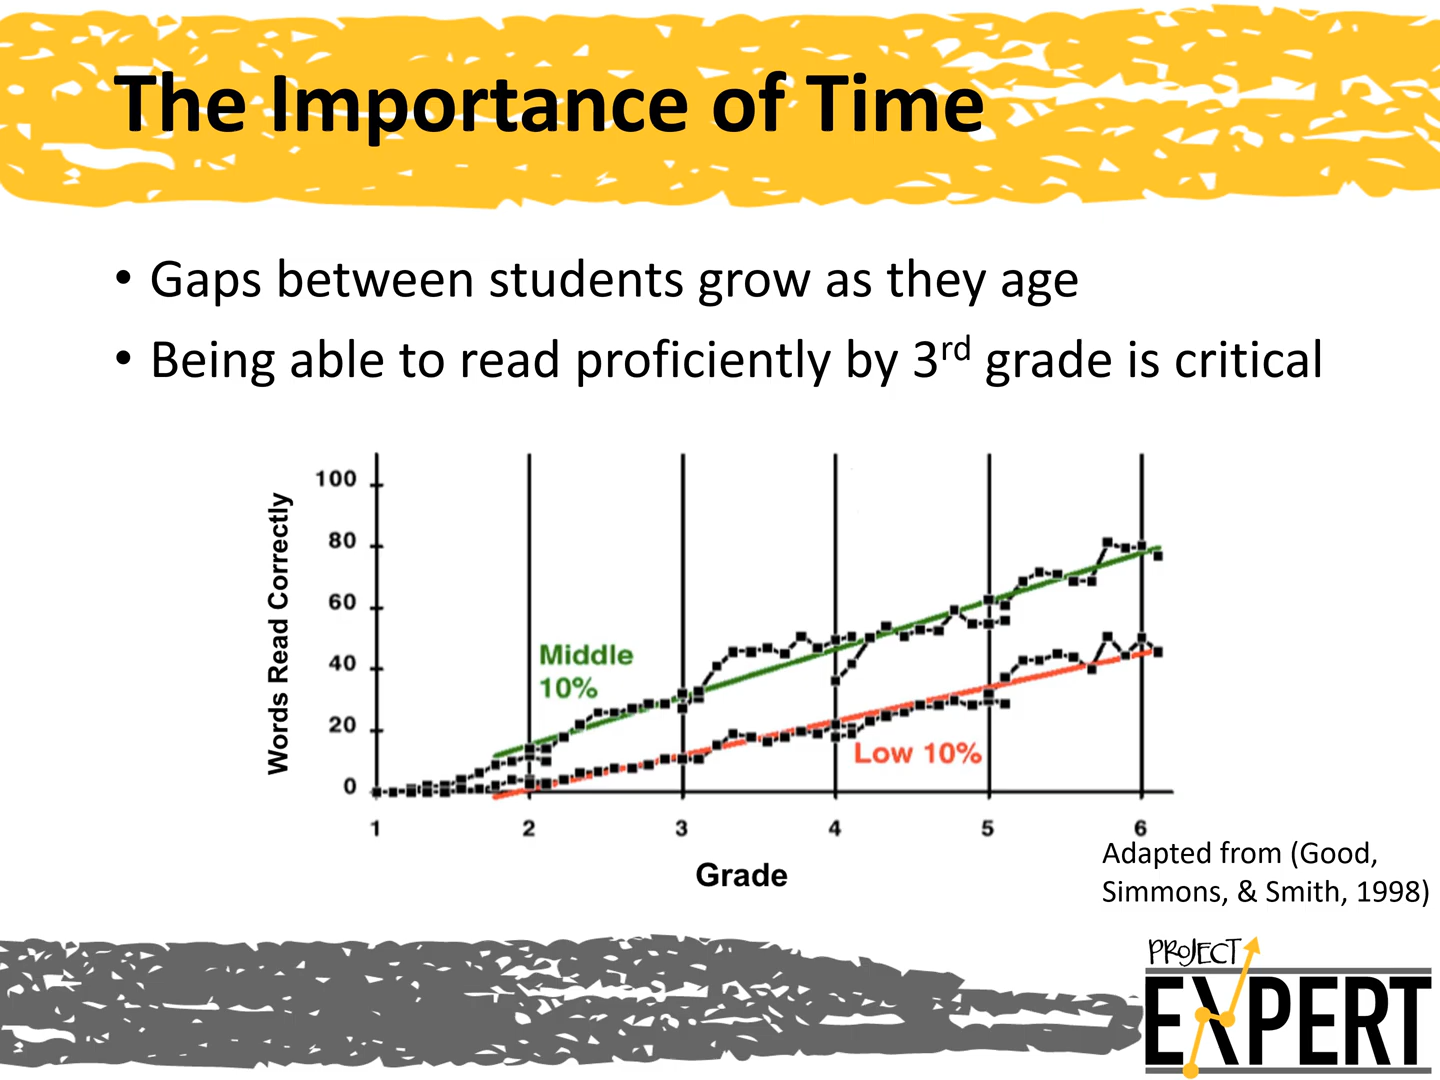 The Importance of Time
• Gaps between students grow as they age
• Being able to read proficiently by 3rd grade is critical
Words Read Correctly
100
80
60
40
20
0
Middle
10%
Low 10%
1 2 3 4 5 6
Grade
Adapted from (Good,
Simmons, & Smith, 1998)
PROJECT
EXPERT